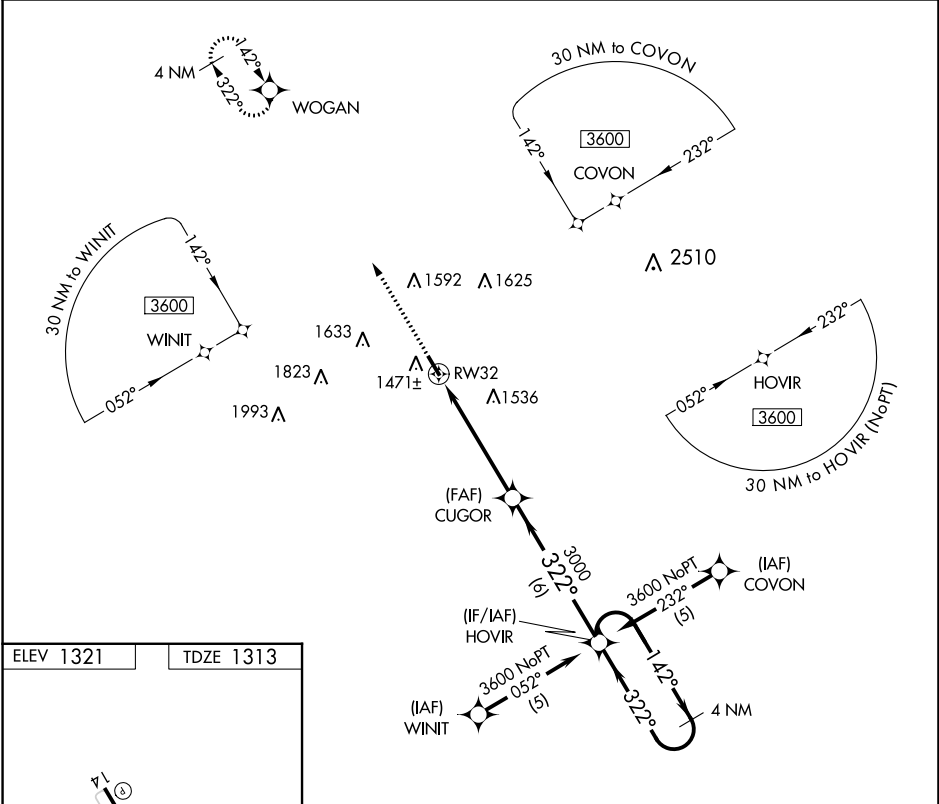 4 NM
142°
322°
WOGAN
30 NM to COVON
142°
3600
COVON
232°
30 NM to WINIT
142°
3600
WINIT
052°
2510
1592
1625
1633
1823
1471±
RW32
1993
1536
232°
052°
HOVIR
3600
30 NM to HOVIR (NoPT)
(FAF)
CUGOR
3000
322°
(6)
3600 NoPT
232°
(5)
(IAF)
COVON
(IF/IAF)
HOVIR
3600 NoPT
052°
(5)
(IAF)
WINIT
142°
322°
4 NM
ELEV 1321
TDZE 1313
14
P